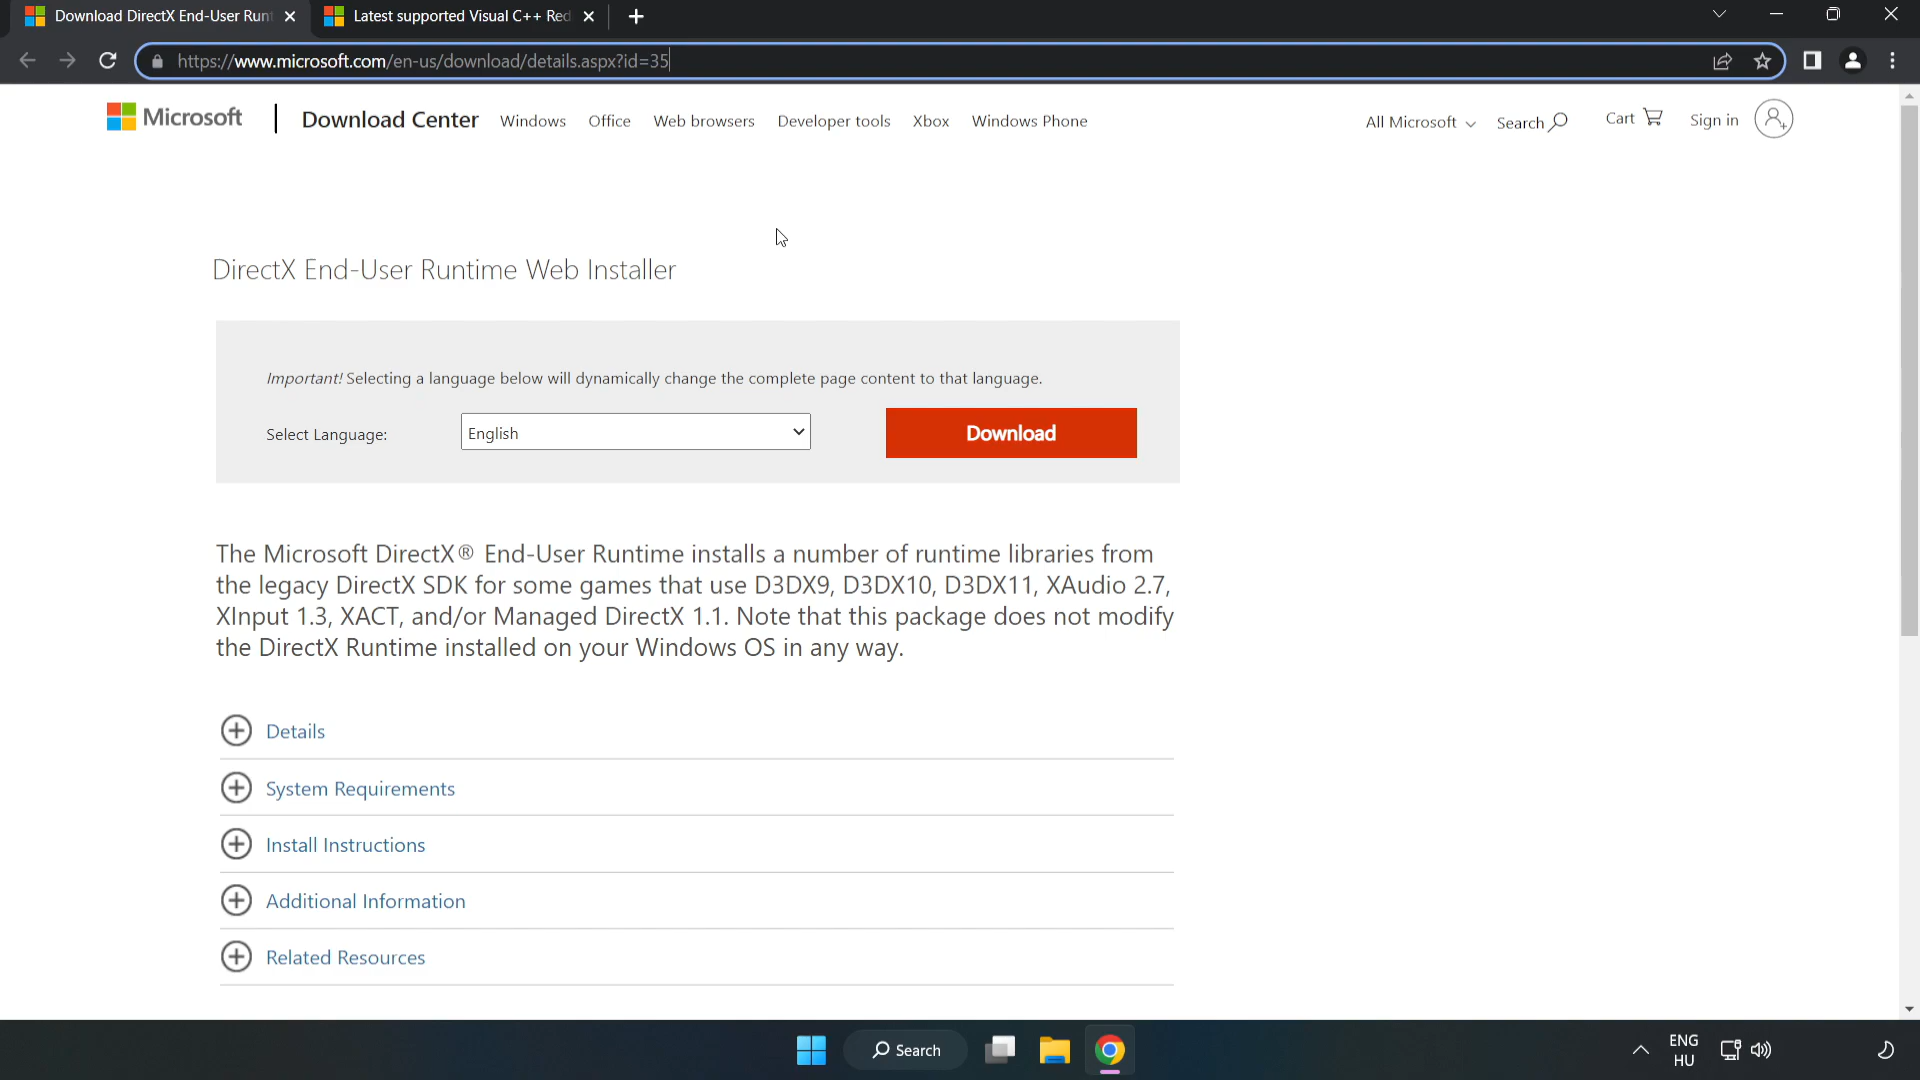 Download DirectX End-User Runt
Latest supported Visual C++ Red
https://www.microsoft.com/en-us/download/details.aspx?id=35
Microsoft
Download Center
Windows
Office
Web browsers
Developer tools
Xbox
Windows Phone
All Microsoft
Search
Cart
Sign in
DirectX End-User Runtime Web Installer
Important! Selecting a language below will dynamically change the complete page content to that language.
Select Language:
English
Download
The Microsoft DirectX® End-User Runtime installs a number of runtime libraries from
the legacy DirectX SDK for some games that use D3DX9, D3DX10, D3DX11, XAudio 2.7,
XInput 1.3, XACT, and/or Managed DirectX 1.1. Note that this package does not modify
the DirectX Runtime installed on your Windows OS in any way.
Details
System Requirements
Install Instructions
Additional Information
Related Resources
Search
ENG
HU